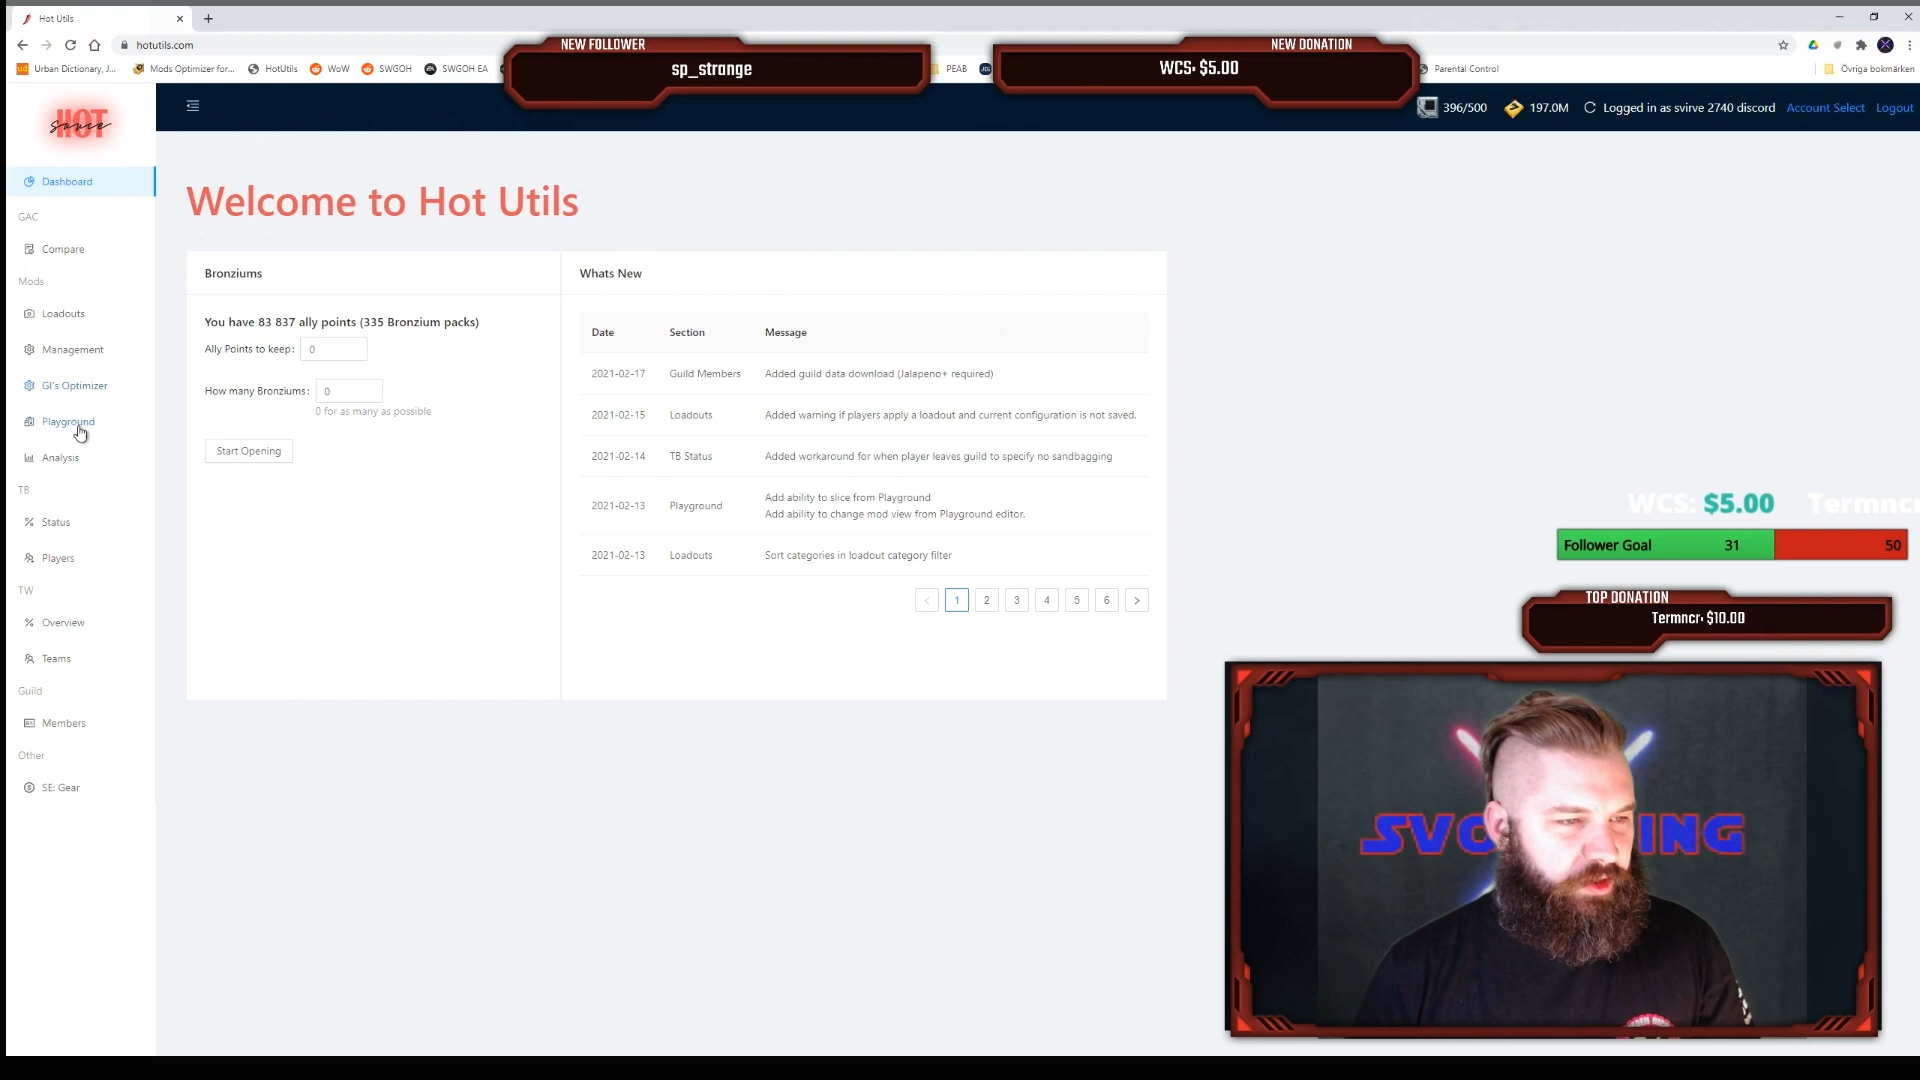 Hot Utils
hotutils.com
Urban Dictionary, J...
Mods Optimizer for...
HotUtils
WoW
SWGOH
SWGOH EA
PEAB
Parental Control
Övriga bokmärken
NEW FOLLOWER
sp_strange
NEW DONATION
WCS: $5.00
HOT
sauce
396/500
197.0M
Logged in as svirve 2740 discord
Account Select
Logout
Dashboard
GAC
Compare
Mods
Loadouts
Management
GI's Optimizer
Playground
Analysis
TB
Status
Players
TW
Overview
Teams
Guild
Members
Other
SE: Gear
Welcome to Hot Utils
Bronziums
You have 83 837 ally points (335 Bronzium packs)
Ally Points to keep: 0
How many Bronziums: 0
0 for as many as possible
Start Opening
Whats New
Date Section Message
2021-02-17 Guild Members Added guild data download (Jalapeno+ required)
2021-02-15 Loadouts Added warning if players apply a loadout and current configuration is not saved.
2021-02-14 TB Status Added workaround for when player leaves guild to specify no sandbagging
2021-02-13 Playground Add ability to slice from Playground
Add ability to change mod view from Playground editor.
2021-02-13 Loadouts Sort categories in loadout category filter
< 1 2 3 4 5 6 >
WCS: $5.00 Termncr
Follower Goal 31 50
TOP DONATION
Termncr: $10.00